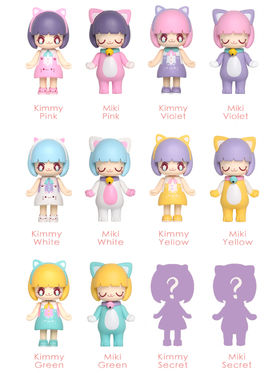 Kimmy Pink
Miki Pink
Kimmy Violet
Miki Violet
Kimmy White
Miki White
Kimmy Yellow
Miki Yellow
Kimmy Green
Miki Green
Kimmy Secret
Miki Secret
? ?